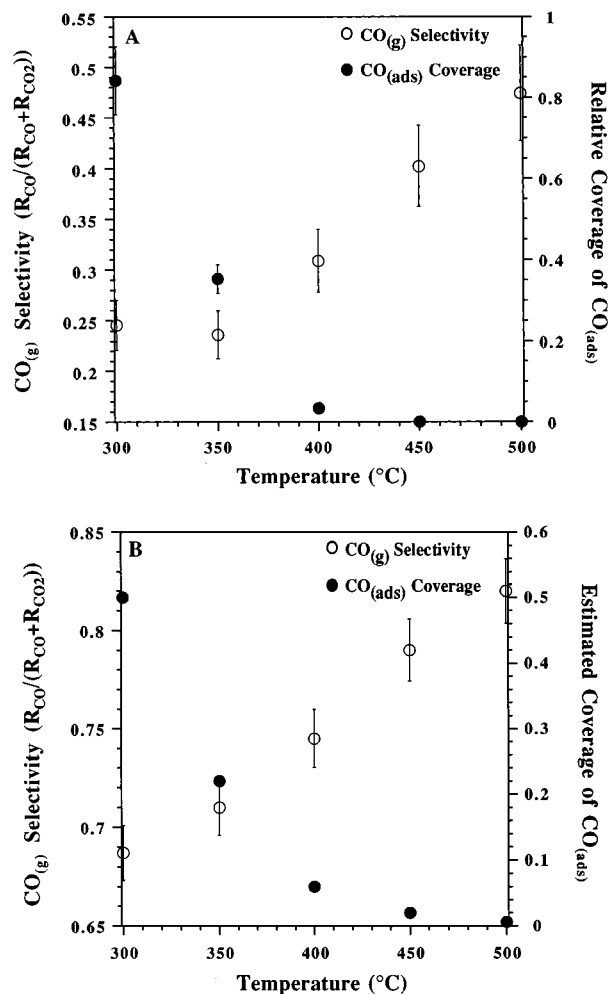 A
CO(g) Selectivity
CO(ads) Coverage
CO(g) Selectivity (RCO/(RCO+RCO2))
0.55
0.5
0.45
0.4
0.35
0.3
0.25
0.2
0.15
1
0.8
0.6
0.4
0.2
0
Relative Coverage of CO(ads)
300 350 400 450 500
Temperature (°C)
B
CO(g) Selectivity
CO(ads) Coverage
CO(g) Selectivity (RCO/(RCO+RCO2))
0.85
0.8
0.75
0.7
0.65
0.6
0.5
0.4
0.3
0.2
0.1
0
Estimated Coverage of CO(ads)
300 350 400 450 500
Temperature (°C)